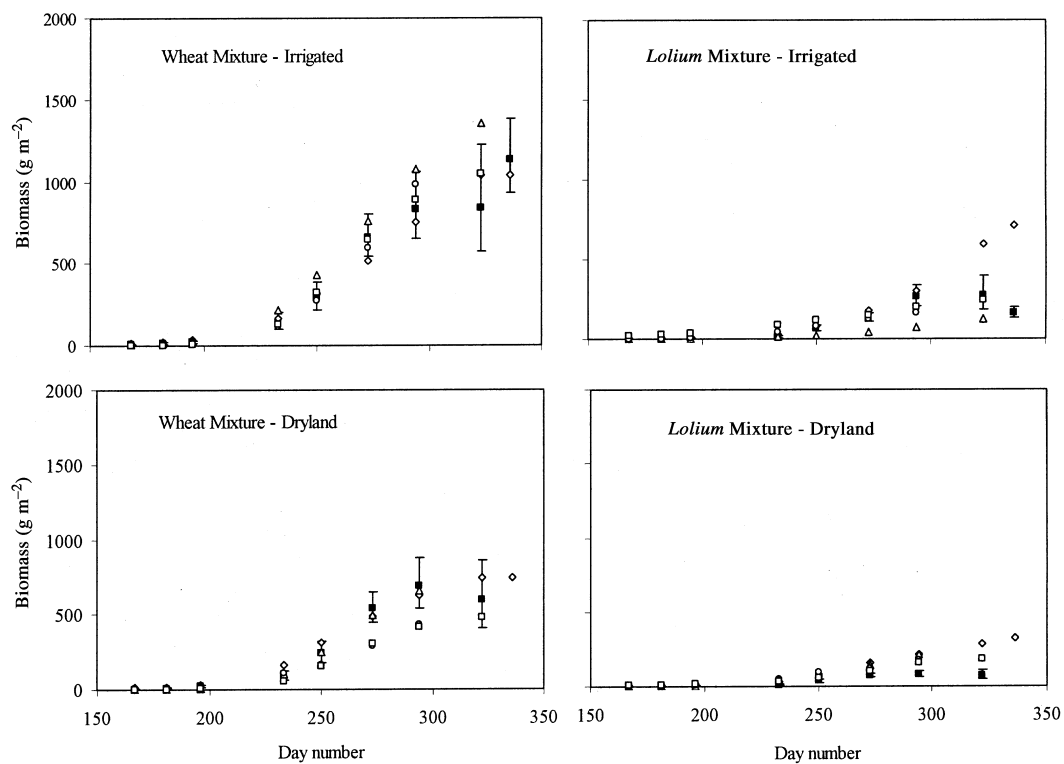 2000
1500
1000
500
0
Biomass (g m⁻²)
Wheat Mixture - Irrigated
Lolium Mixture - Irrigated
2000
1500
1000
500
0
Biomass (g m⁻²)
Wheat Mixture - Dryland
Lolium Mixture - Dryland
150 200 250 300 350
Day number
150 200 250 300 350
Day number